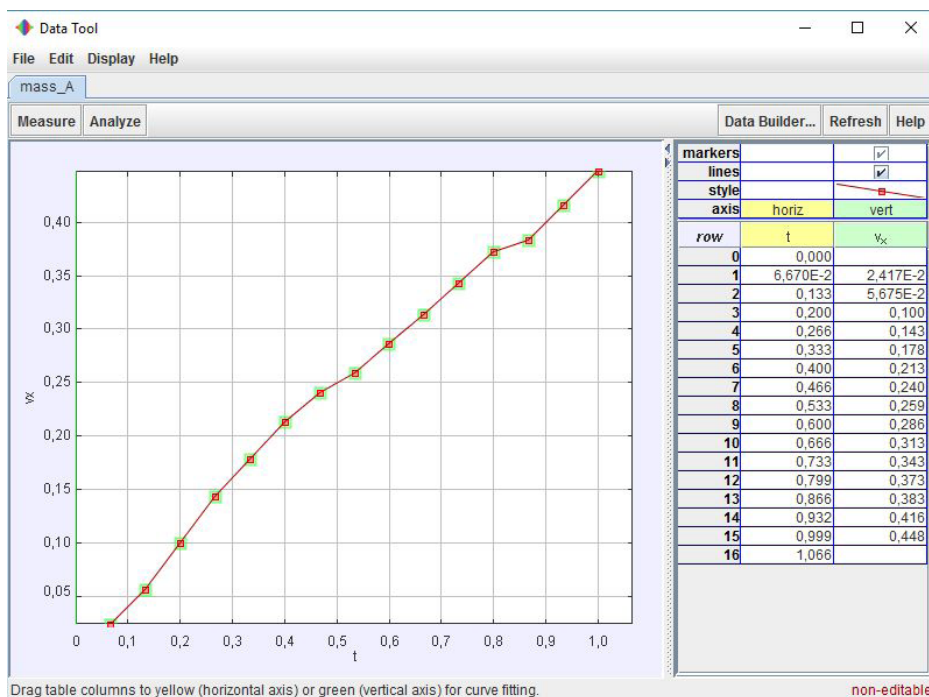 Data Tool
File Edit Display Help
mass_A
Measure Analyze Data Builder... Refresh Help
0,40
0,35
0,30
0,25
0,20
0,15
0,10
0,05
vx
0 0,1 0,2 0,3 0,4 0,5 0,6 0,7 0,8 0,9 1,0
t
markers
lines
style
axis horiz vert
row t vx
0 0,000
1 6,670E-2 2,417E-2
2 0,133 5,675E-2
3 0,200 0,100
4 0,266 0,143
5 0,333 0,178
6 0,400 0,213
7 0,466 0,240
8 0,533 0,259
9 0,600 0,286
10 0,666 0,313
11 0,733 0,343
12 0,799 0,373
13 0,866 0,383
14 0,932 0,416
15 0,999 0,448
16 1,066
Drag table columns to yellow (horizontal axis) or green (vertical axis) for curve fitting. non-editable